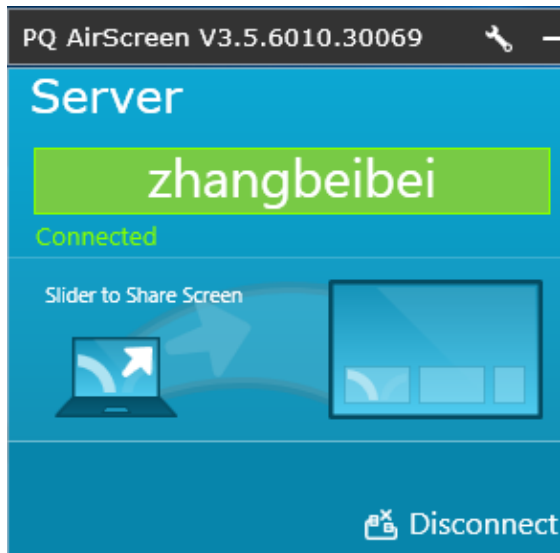 PQ AirScreen V3.5.6010.30069
Server
zhangbeibei
Connected
Slider to Share Screen
Disconnect